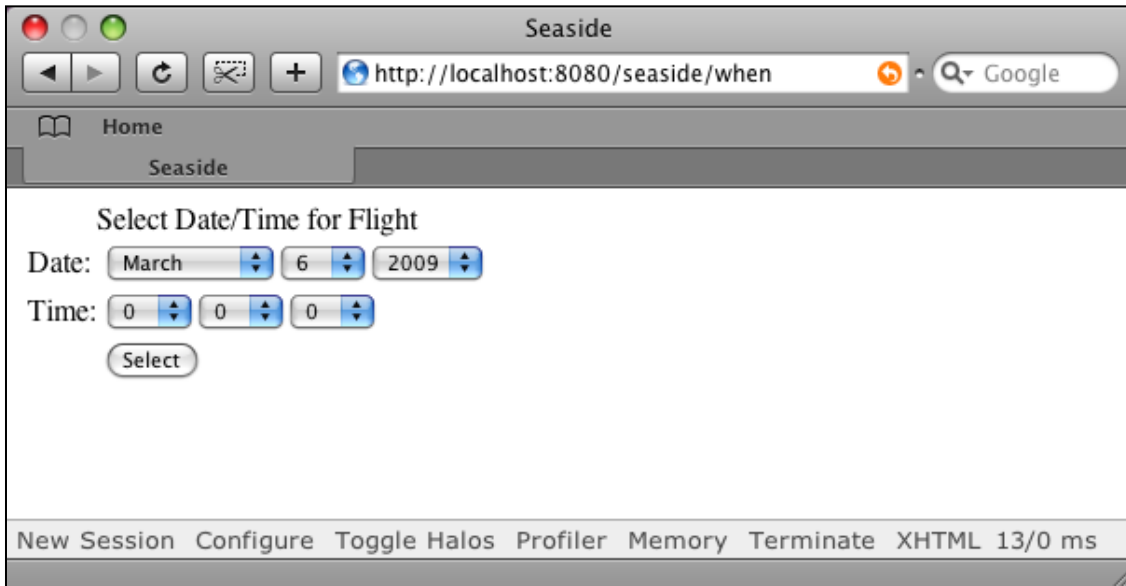 Seaside
http://localhost:8080/seaside/when Google
Home
Seaside
Select Date/Time for Flight
Date: March 6 2009
Time: 0 0 0
Select
New Session Configure Toggle Halos Profiler Memory Terminate XHTML 13/0 ms